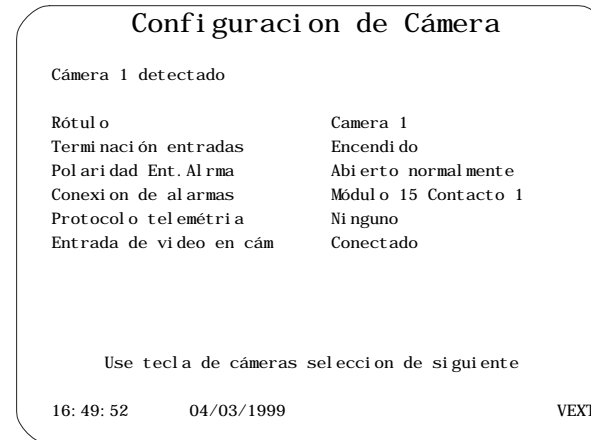 Configuracion de Cámera
Cámera 1 detectado
Rótulo Camera 1
Terminación entradas Encendido
Polaridad Ent.Alrma Abierto normalmente
Conexion de alarmas Módulo 15 Contacto 1
Protocolo telemétria Ninguno
Entrada de video en cám Conectado
Use tecla de cámeras seleccion de siguiente
16:49:52 04/03/1999 VEXT